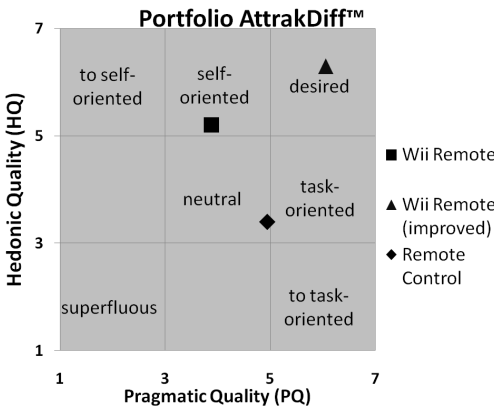 Portfolio AttrakDiff™
Hedonic Quality (HQ)
7
5
3
1
to self-
oriented
self-
oriented
desired
neutral
task-
oriented
superfluous
to task-
oriented
1
3
5
7
Pragmatic Quality (PQ)
Wii Remote
Wii Remote
(improved)
Remote
Control